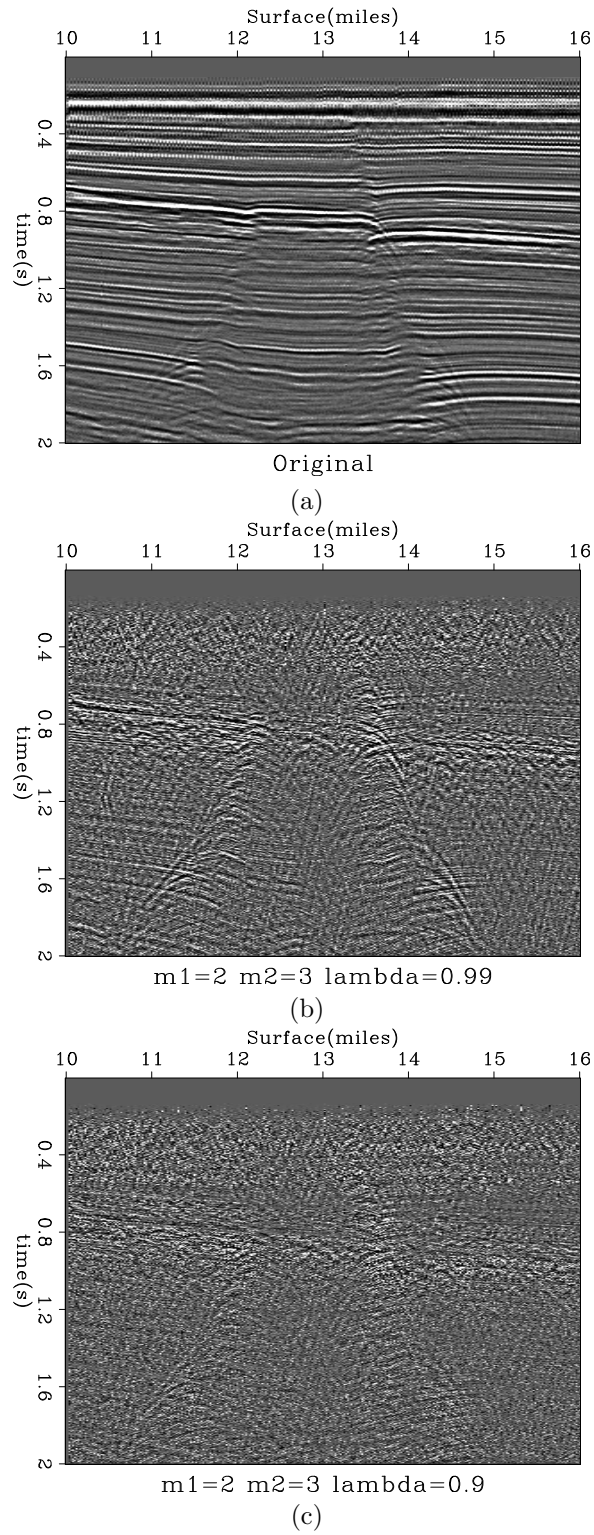 Surface(miles)
10 11 12 13 14 15 16
0.4
0.8
1.2
1.6
2
time(s)
Original
(a)
Surface(miles)
10 11 12 13 14 15 16
0.4
0.8
1.2
1.6
2
time(s)
m1=2 m2=3 lambda=0.99
(b)
Surface(miles)
10 11 12 13 14 15 16
0.4
0.8
1.2
1.6
2
time(s)
m1=2 m2=3 lambda=0.9
(c)